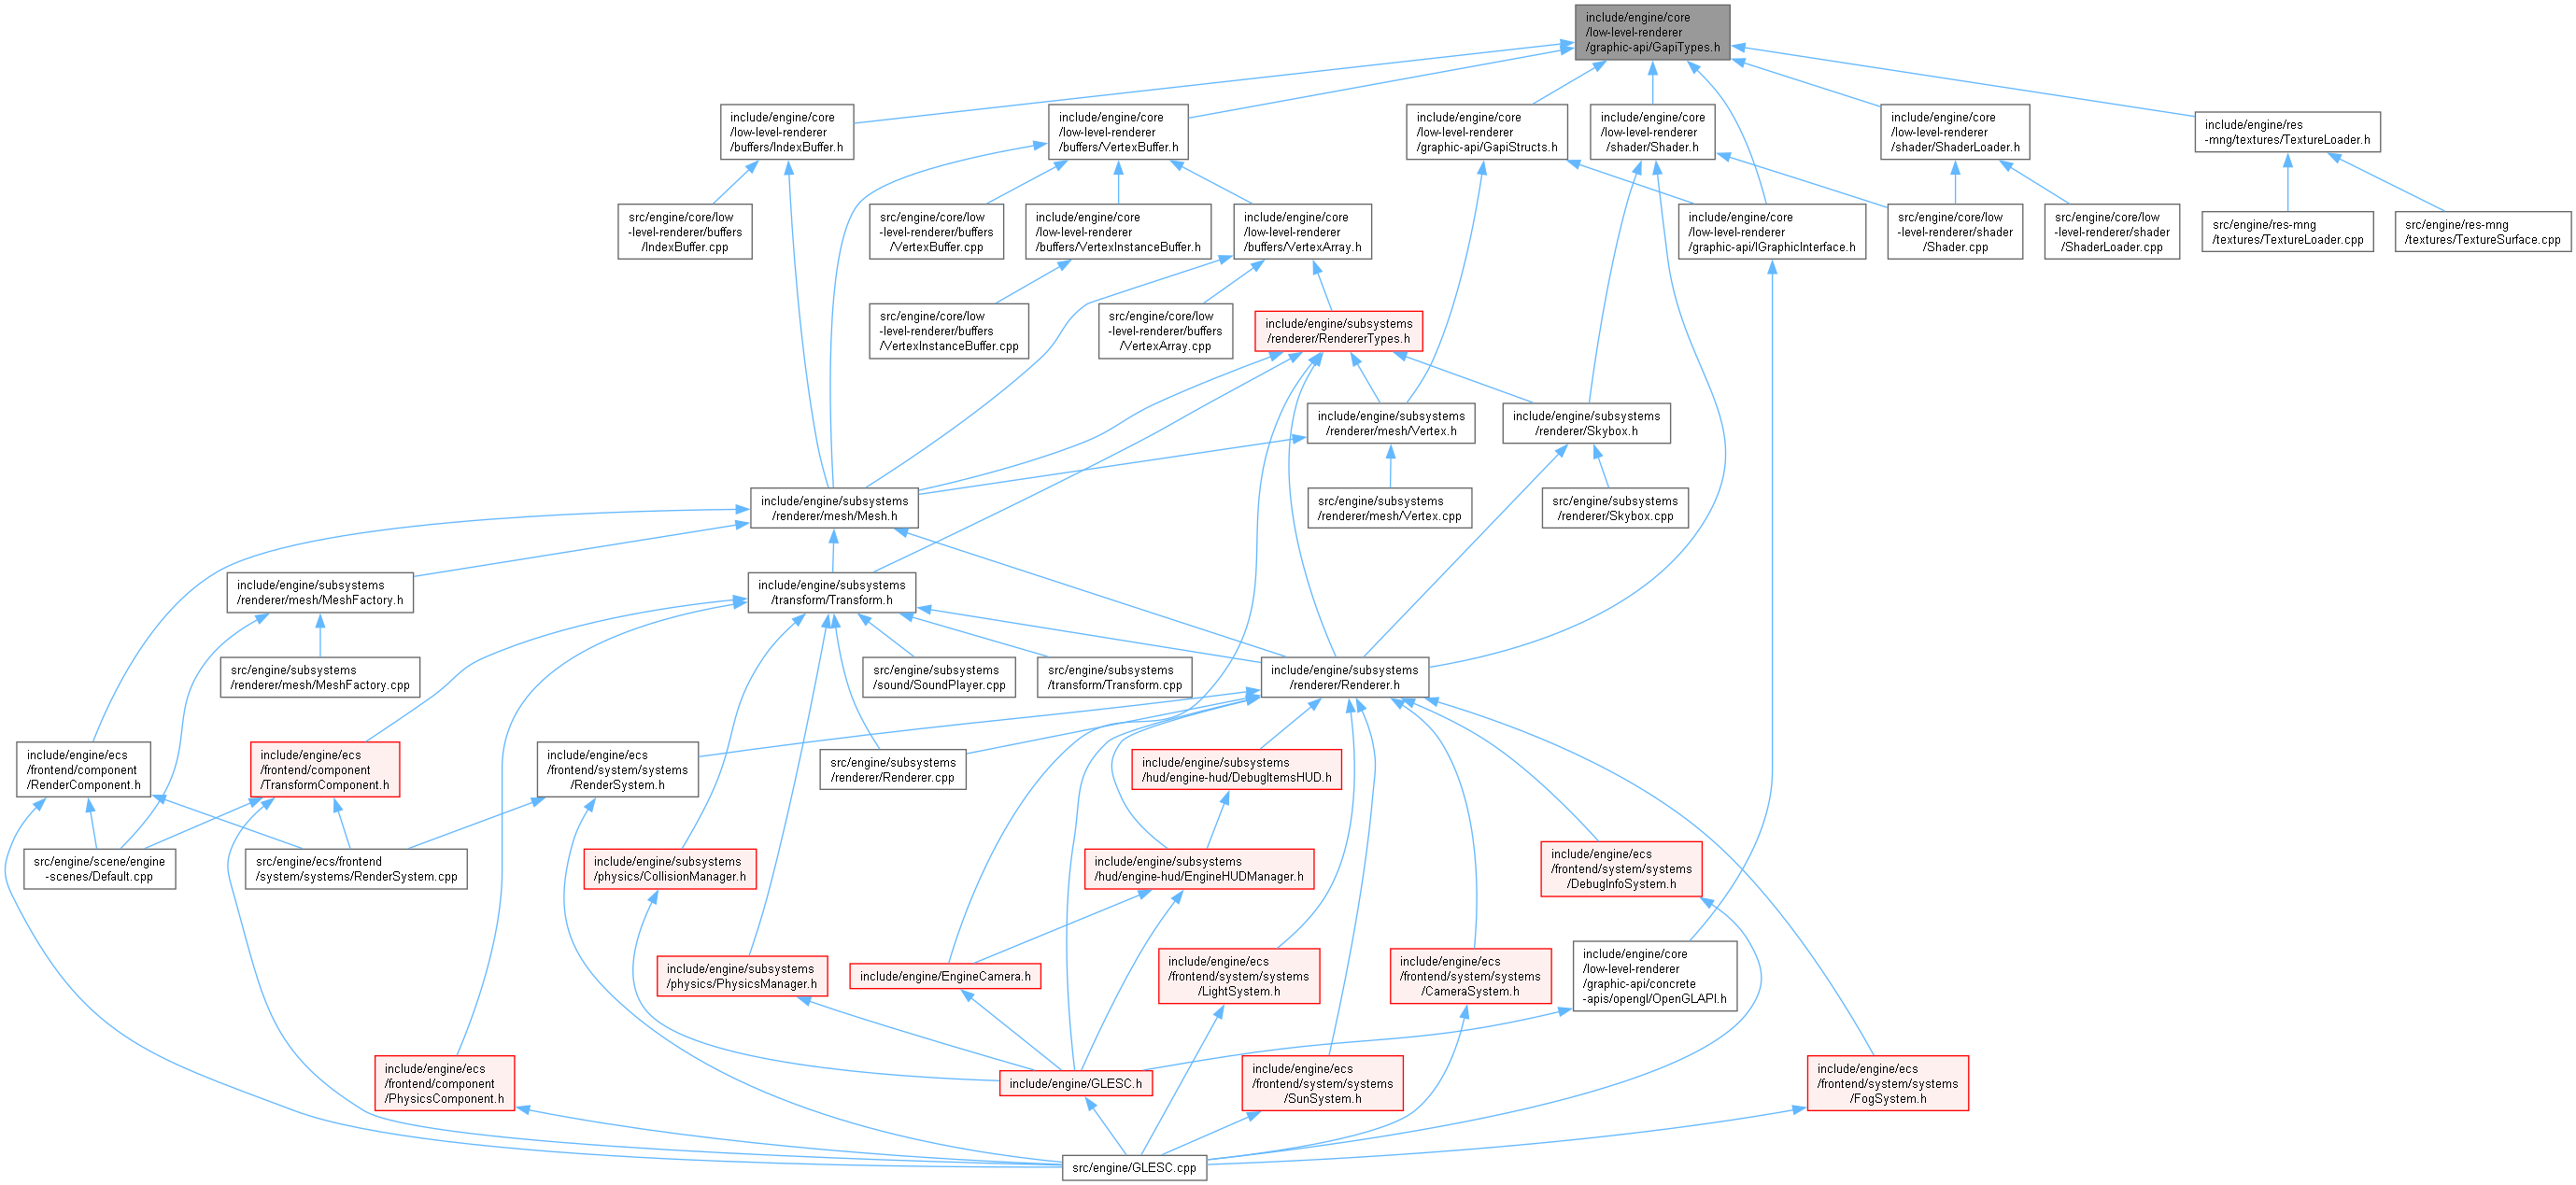 include/engine/core
/low-level-renderer
/graphic-api/GapiTypes.h
include/engine/core
/low-level-renderer
/buffers/IndexBuffer.h
include/engine/core
/low-level-renderer
/buffers/VertexBuffer.h
include/engine/core
/low-level-renderer
/graphic-api/GapiStructs.h
include/engine/core
/low-level-renderer
/shader/Shader.h
include/engine/core
/low-level-renderer
/shader/ShaderLoader.h
include/engine/res
-mng/textures/TextureLoader.h
src/engine/core/low
-level-renderer/buffers
/IndexBuffer.cpp
src/engine/core/low
-level-renderer/buffers
/VertexBuffer.cpp
include/engine/core
/low-level-renderer
/buffers/VertexInstanceBuffer.h
include/engine/core
/low-level-renderer
/buffers/VertexArray.h
include/engine/core
/low-level-renderer
/graphic-api/IGraphicInterface.h
src/engine/core/low
-level-renderer/shader
/Shader.cpp
src/engine/core/low
-level-renderer/shader
/ShaderLoader.cpp
src/engine/res-mng
/textures/TextureLoader.cpp
src/engine/res-mng
/textures/TextureSurface.cpp
src/engine/core/low
-level-renderer/buffers
/VertexInstanceBuffer.cpp
src/engine/core/low
-level-renderer/buffers
/VertexArray.cpp
include/engine/subsystems
/renderer/RendererTypes.h
include/engine/subsystems
/renderer/mesh/Vertex.h
include/engine/subsystems
/renderer/Skybox.h
include/engine/subsystems
/renderer/mesh/Mesh.h
src/engine/subsystems
/renderer/mesh/Vertex.cpp
src/engine/subsystems
/renderer/Skybox.cpp
include/engine/subsystems
/renderer/mesh/MeshFactory.h
include/engine/subsystems
/transform/Transform.h
src/engine/subsystems
/renderer/mesh/MeshFactory.cpp
src/engine/subsystems
/sound/SoundPlayer.cpp
src/engine/subsystems
/transform/Transform.cpp
include/engine/subsystems
/renderer/Renderer.h
include/engine/ecs
/frontend/component
/RenderComponent.h
include/engine/ecs
/frontend/component
/TransformComponent.h
include/engine/ecs
/frontend/system/systems
/RenderSystem.h
src/engine/subsystems
/renderer/Renderer.cpp
include/engine/subsystems
/hud/engine-hud/DebugItemsHUD.h
src/engine/scene/engine
-scenes/Default.cpp
src/engine/ecs/frontend
/system/systems/RenderSystem.cpp
include/engine/subsystems
/physics/CollisionManager.h
include/engine/subsystems
/hud/engine-hud/EngineHUDManager.h
include/engine/ecs
/frontend/system/systems
/DebugInfoSystem.h
include/engine/subsystems
/physics/PhysicsManager.h
include/engine/EngineCamera.h
include/engine/ecs
/frontend/system/systems
/LightSystem.h
include/engine/ecs
/frontend/system/systems
/CameraSystem.h
include/engine/core
/low-level-renderer
/graphic-api/concrete
-apis/opengl/OpenGLAPI.h
include/engine/ecs
/frontend/component
/PhysicsComponent.h
include/engine/GLESC.h
include/engine/ecs
/frontend/system/systems
/SunSystem.h
include/engine/ecs
/frontend/system/systems
/FogSystem.h
src/engine/GLESC.cpp